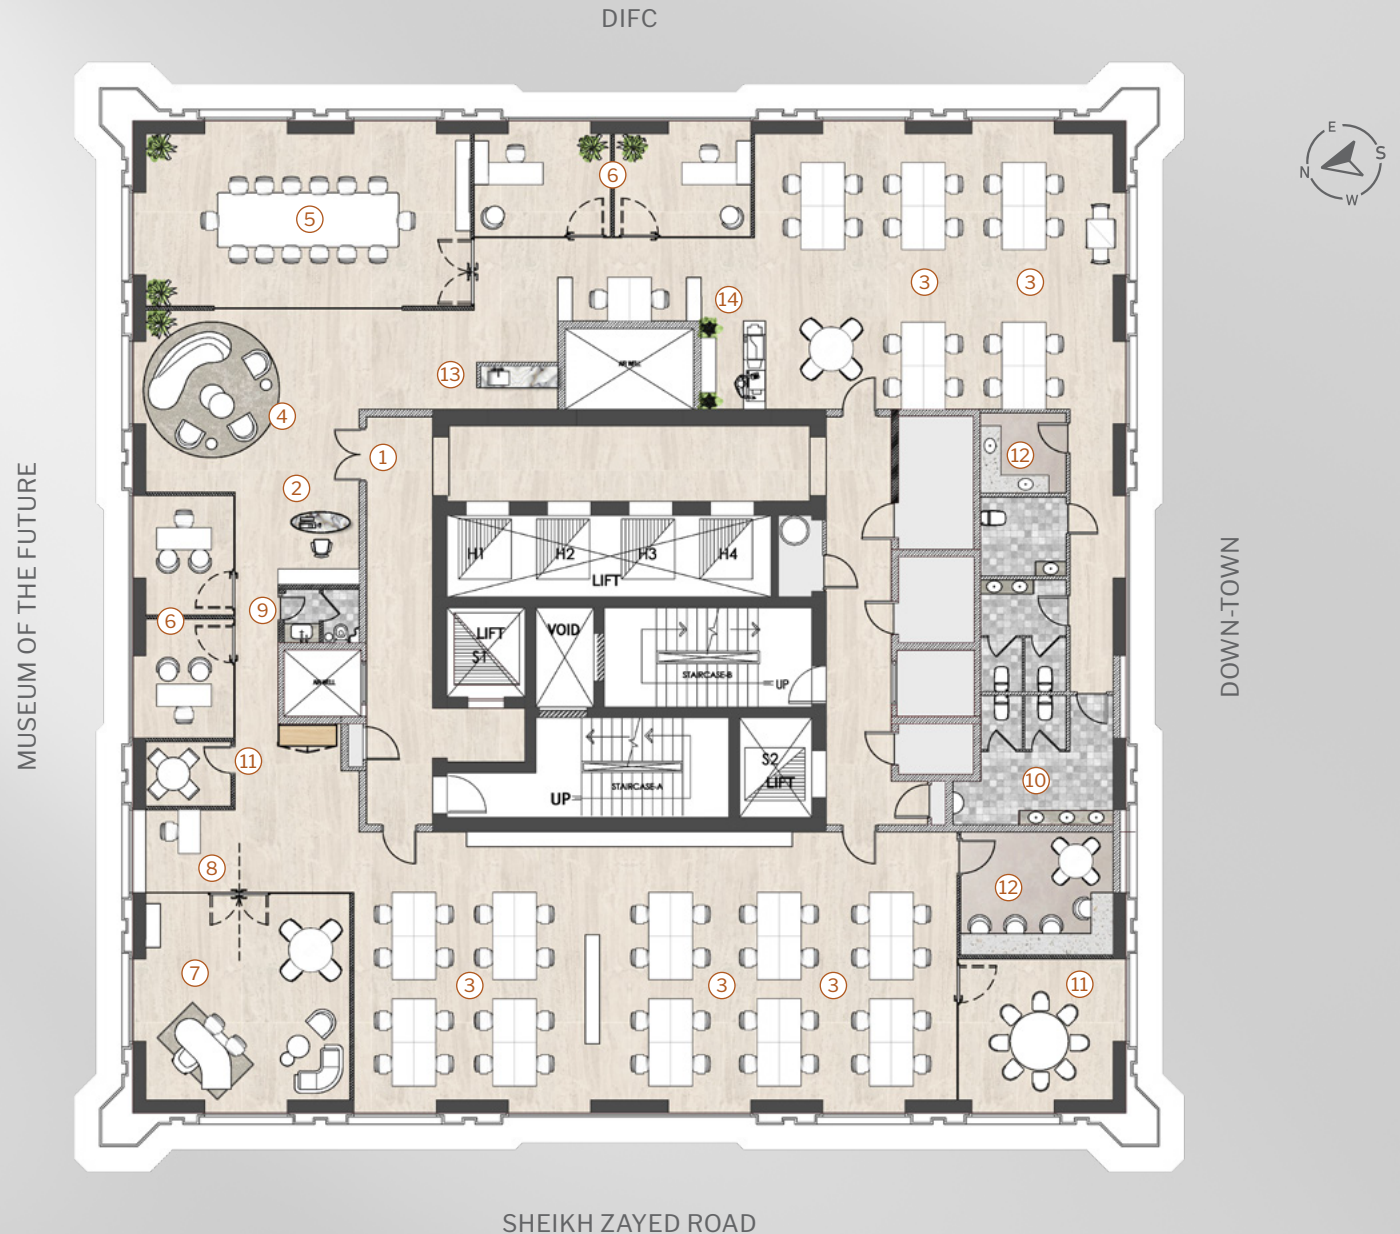 DIFC
E
S
N
W
6
5
3
3
14
13
4
1
12
2
H1
H2
H3
H4
LIFT
9
6
LIFT
S1
VOID
STAIRCASE-B
UP
11
S2
LIFT
10
UP
STAIRCASE-A
8
12
7
3
3
3
11
MUSEUM OF THE FUTURE
DOWN-TOWN
SHEIKH ZAYED ROAD